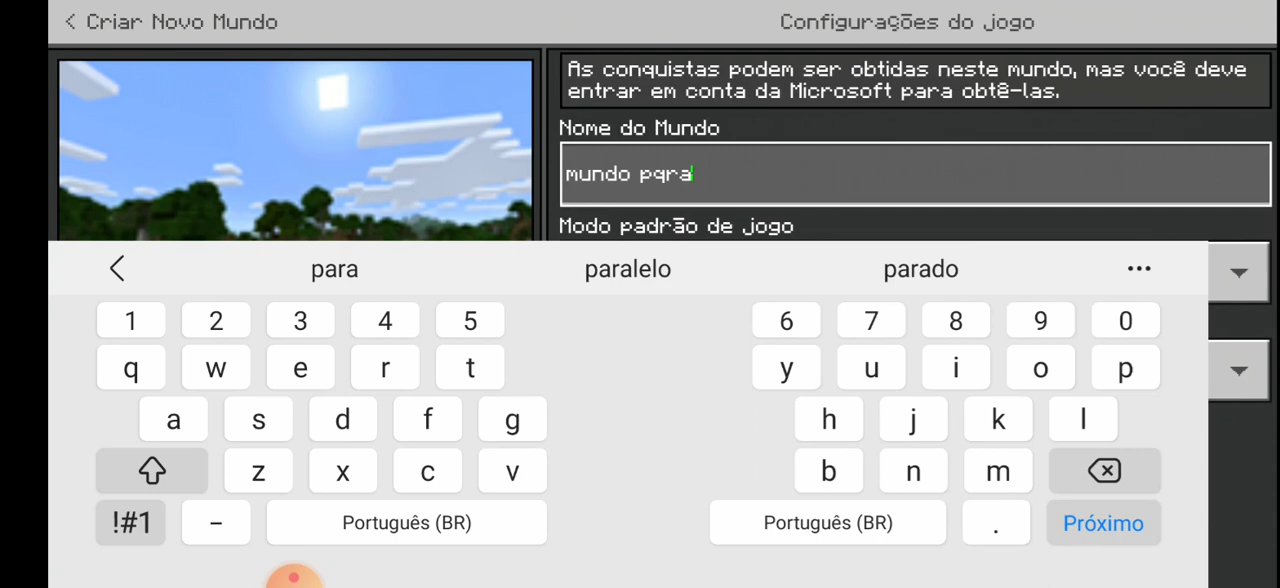 < Criar Novo Mundo
Configurações do jogo
As conquistas podem ser obtidas neste mundo, mas você deve
entrar em conta da Microsoft para obtê-las.
Nome do Mundo
mundo pqra
Modo padrão de jogo
para paralelo parado ...
1 2 3 4 5 6 7 8 9 0
q w e r t y u i o p
a s d f g h j k l
z x c v b n m
!#1 - Português (BR) Português (BR) . Próximo